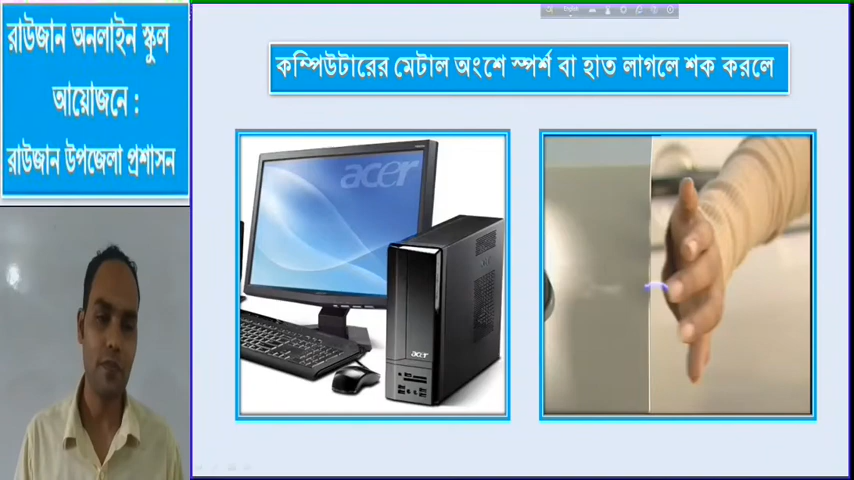 রাউজান অনলাইন স্কুল
আয়োজনে :
রাউজান উপজেলা প্রশাসন
কম্পিউটারের মেটাল অংশে স্পর্শ বা হাত লাগলে শক করলে
acer
acer